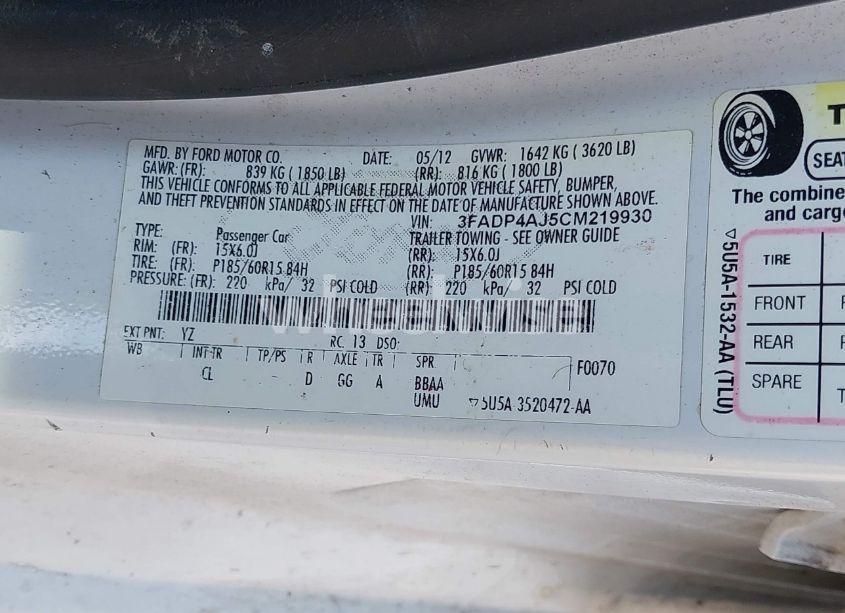 MFD. BY FORD MOTOR CO. DATE: 05/12 GVWR: 1642 KG ( 3620 LB)
GAWR: (FR): 839 KG ( 1850 LB) (RR): 816 KG ( 1800 LB)
THIS VEHICLE CONFORMS TO ALL APPLICABLE FEDERAL MOTOR VEHICLE SAFETY, BUMPER,
AND THEFT PREVENTION STANDARDS IN EFFECT ON THE DATE OF MANUFACTURE SHOWN ABOVE.
VIN: 3FADP4AJ5CM219930
TYPE: Passenger Car TRAILER TOWING - SEE OWNER GUIDE
RIM: (FR): 15X6.0J (RR): 15X6.0J
TIRE: (FR): P185/60R15 84H (RR): P185/60R15 84H
PRESSURE: (FR): 220 kPa/ 32 PSI COLD (RR): 220 kPa/ 32 PSI COLD
EXT PNT: YZ RC: 13 DSO:
WB INT TR TP/PS R AXLE TR SPR F0070
CL D GG A BBAA
UMU ▽5U5A 3520472-AA
▽5U5A-1532-AA (TLU)
T
SEAT
The combine
and cargo
TIRE
FRONT
REAR
SPARE